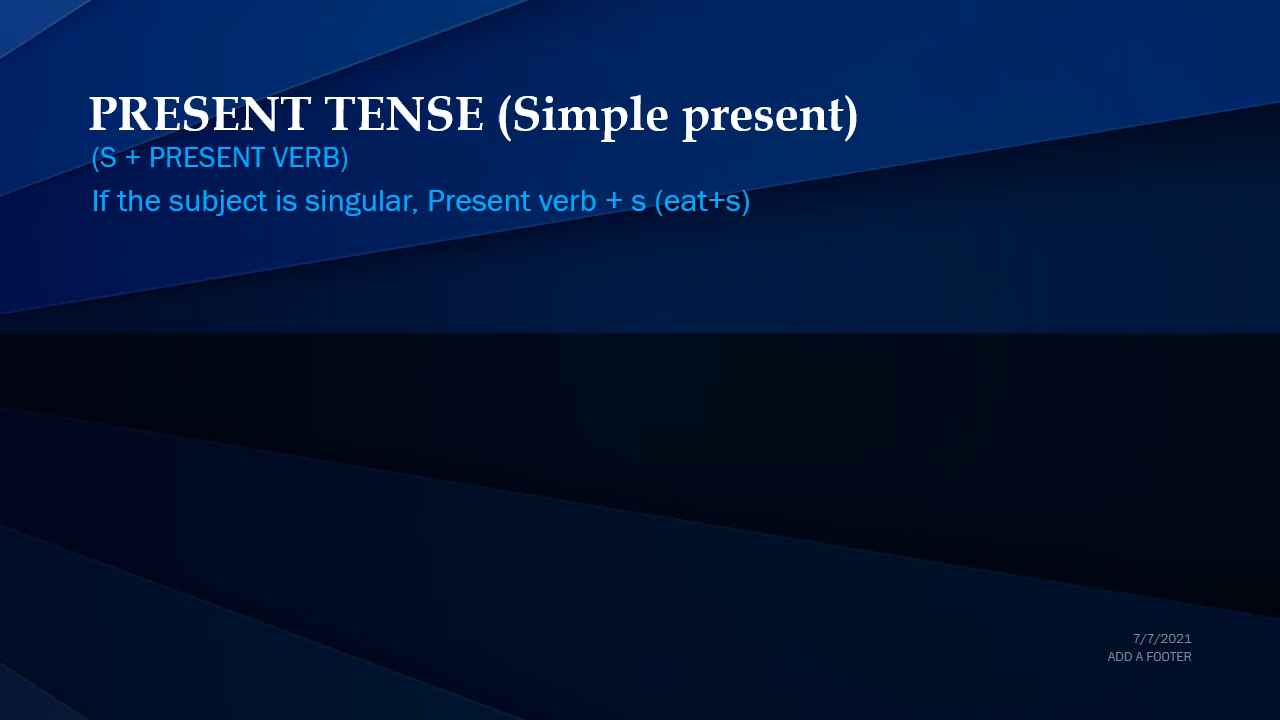 PRESENT TENSE (Simple present)
(S + PRESENT VERB)
If the subject is singular, Present verb + s (eat+s)
7/7/2021
ADD A FOOTER